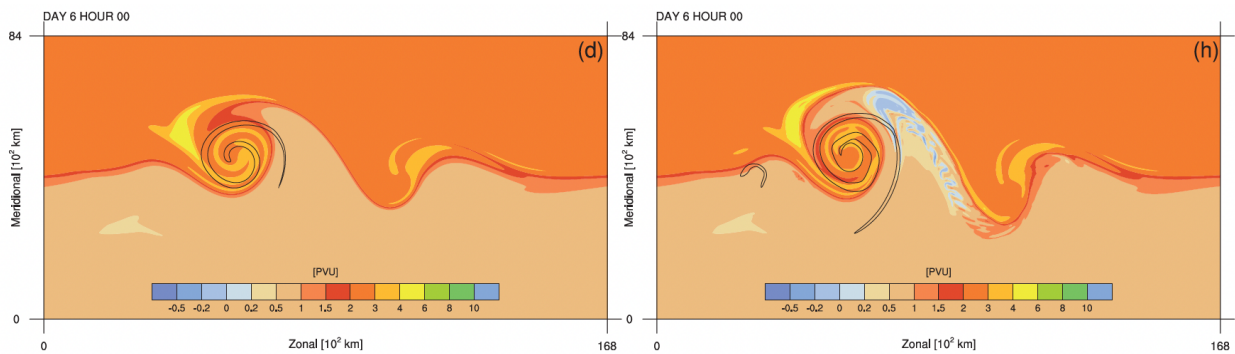 DAY 6 HOUR 00
84
(d)
Meridional [10² km]
[PVU]
-0.5 -0.2 0 0.2 0.5 1 1.5 2 3 4 6 8 10
0
0 Zonal [10² km] 168
DAY 6 HOUR 00
84
(h)
Meridional [10² km]
[PVU]
-0.5 -0.2 0 0.2 0.5 1 1.5 2 3 4 6 8 10
0
0 Zonal [10² km] 168